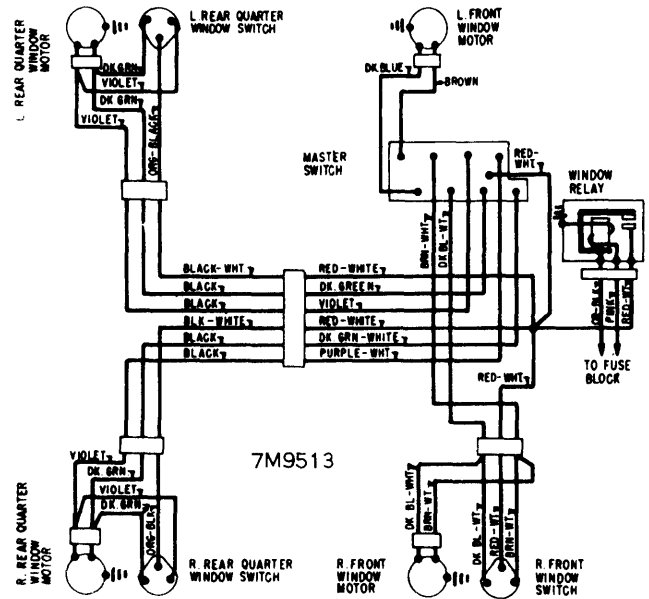 L. REAR QUARTER
WINDOW
MOTOR
L. REAR QUARTER
WINDOW SWITCH
L. FRONT
WINDOW
MOTOR
DK GRN
VIOLET
DK GRN
VIOLET
ORG-BLACK
DK BLUE
BROWN
MASTER
SWITCH
RED-
WHT
WINDOW
RELAY
BRN-WHT
DK BL-WT
BLACK-WHT
RED-WHITE
BLACK
DK. GREEN
BLACK
VIOLET
BLK-WHITE
RED-WHITE
BLACK
DK GRN-WHITE
BLACK
PURPLE-WHT
OR-BLK
PINK
RED-WT
TO FUSE
BLOCK
RED-WHT
7M9513
VIOLET
DK. GRN
VIOLET
DK. GRN
ORG-BLK
DK BL-WHT
BRN-WT
DK BL-WT
RED-WT
BRN-WT
R. REAR QUARTER
WINDOW
MOTOR
R. REAR QUARTER
WINDOW SWITCH
R. FRONT
WINDOW
MOTOR
R. FRONT
WINDOW
SWITCH